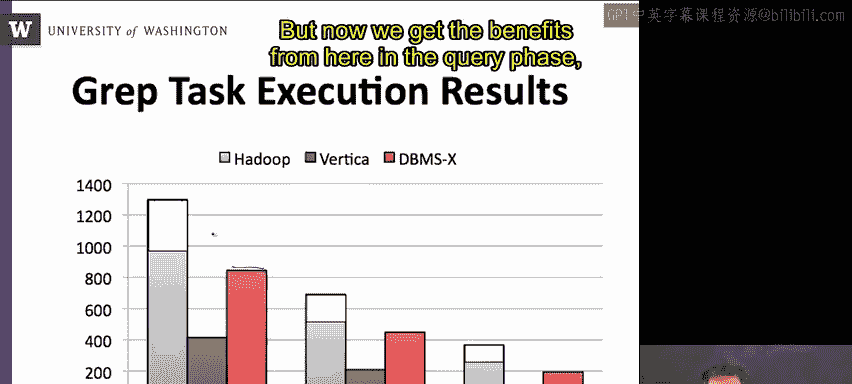 GPT中英字幕课程资源@bilibili.com
W UNIVERSITY of WASHINGTON
But now we get the benefits
from here in the query phase,
Grep Task Execution Results
Hadoop Vertica DBMS-X
1400
1200
1000
800
600
400
200